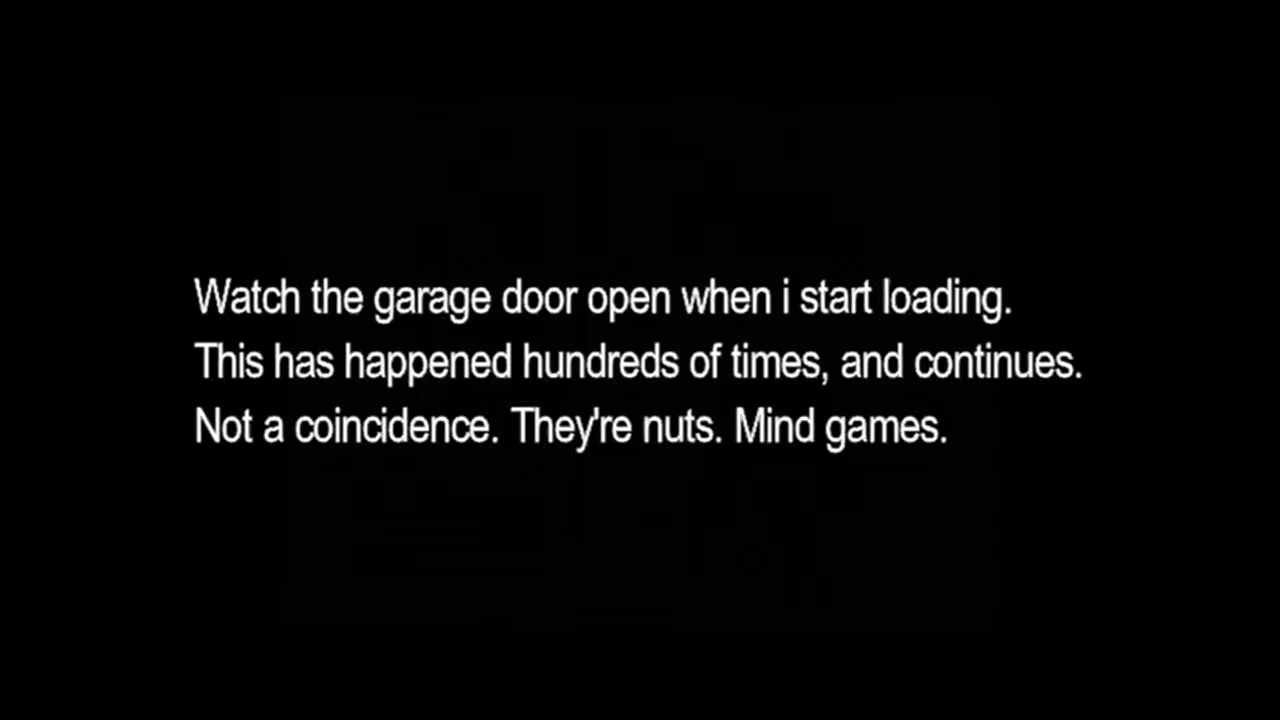 Watch the garage door open when i start loading.
This has happened hundreds of times, and continues.
Not a coincidence. They're nuts. Mind games.